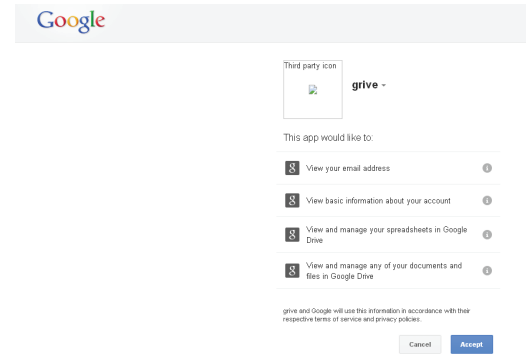 Google
Third party icon
grive
This app would like to:
View your email address
View basic information about your account
View and manage your spreadsheets in Google
Drive
View and manage any of your documents and
files in Google Drive
grive and Google will use this information in accordance with their
respective terms of service and privacy policies.
Cancel Accept